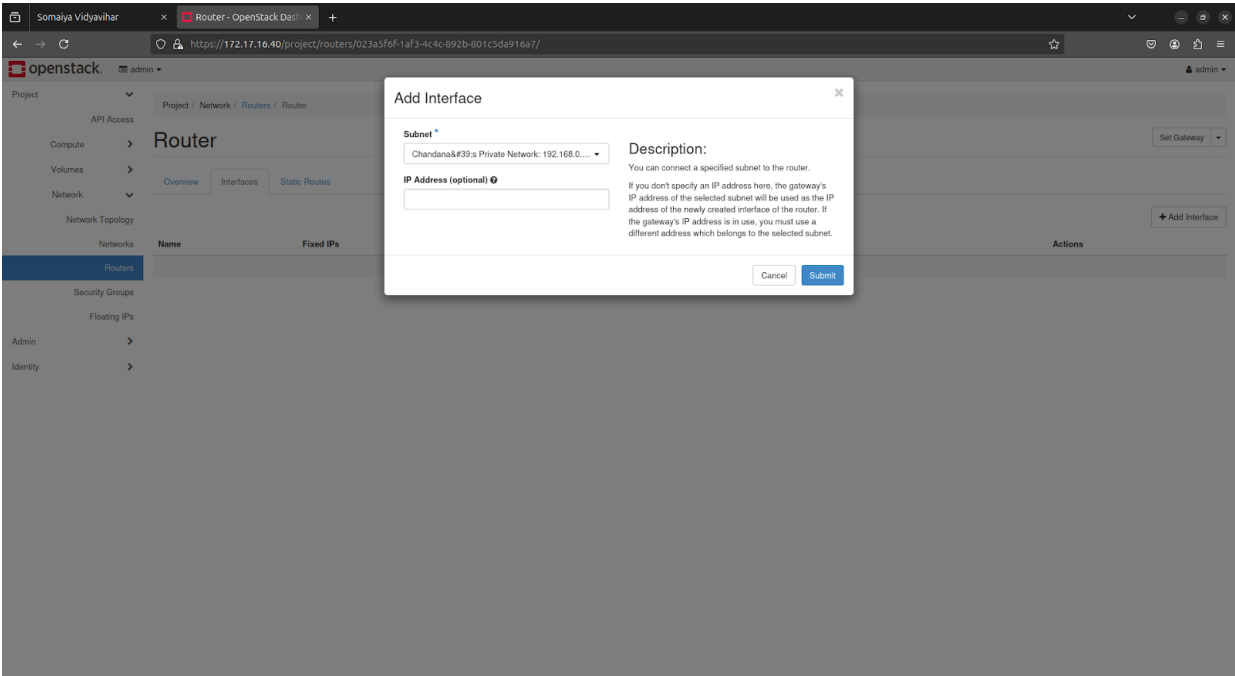 Somaiya Vidyavihar
Router - OpenStack Dash
https://172.17.16.40/project/routers/023a5f6f-1af3-4c4c-892b-801c5da916a7/
openstack.
admin
admin
Project
API Access
Compute
Volumes
Network
Network Topology
Networks
Routers
Security Groups
Floating IPs
Admin
Identity
Project / Network / Routers / Router
Router
Set Gateway
Overview
Interfaces
Static Routes
+ Add Interface
Name
Fixed IPs
Actions
Add Interface
Subnet *
Chandana&#39;s Private Network: 192.168.0....
IP Address (optional)
Description:
You can connect a specified subnet to the router.
If you don't specify an IP address here, the gateway's
IP address of the selected subnet will be used as the IP
address of the newly created interface of the router. If
the gateway's IP address is in use, you must use a
different address which belongs to the selected subnet.
Cancel
Submit